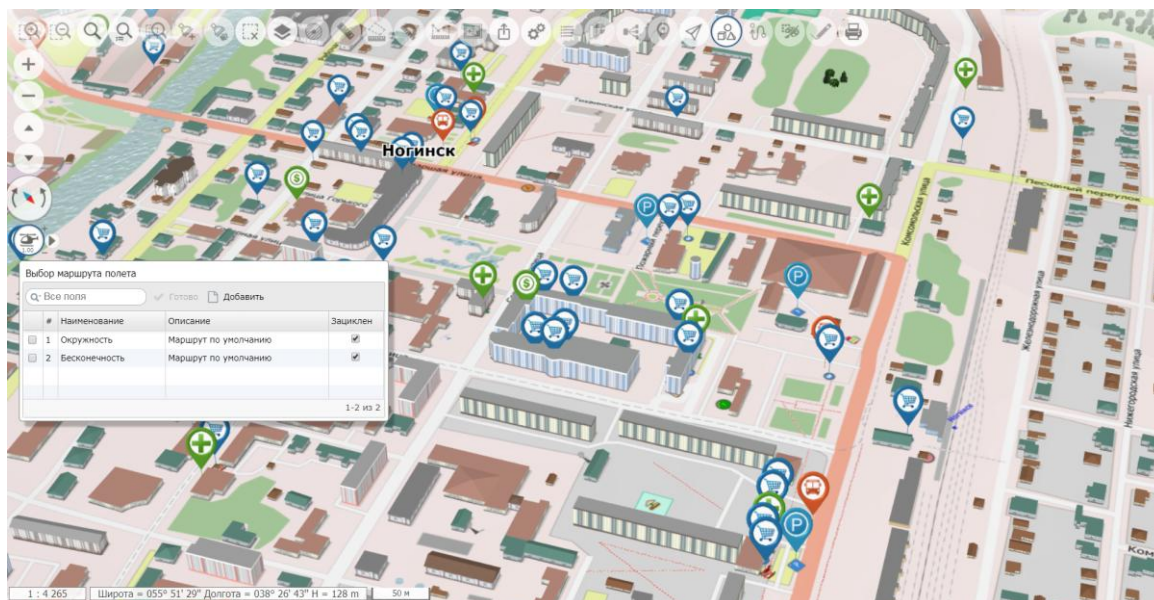 Ногинск
Песчаный переулок
Комсомольская улица
Железнодорожная улица
Нижегородская улица
1:00
Выбор маршрута полета
Все поля
Готово
Добавить
# Наименование Описание Зациклен
1 Окружность Маршрут по умолчанию
2 Бесконечность Маршрут по умолчанию
1-2 из 2
P
P
P
1 : 4 265 Широта = 055° 51' 29" Долгота = 038° 26' 43" H = 128 m 50 м